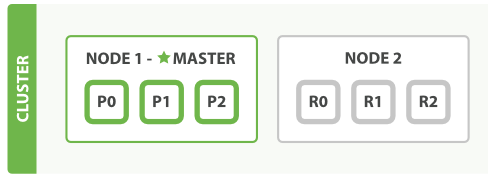 CLUSTER
NODE 1 - ★ MASTER
P0 P1 P2
NODE 2
R0 R1 R2